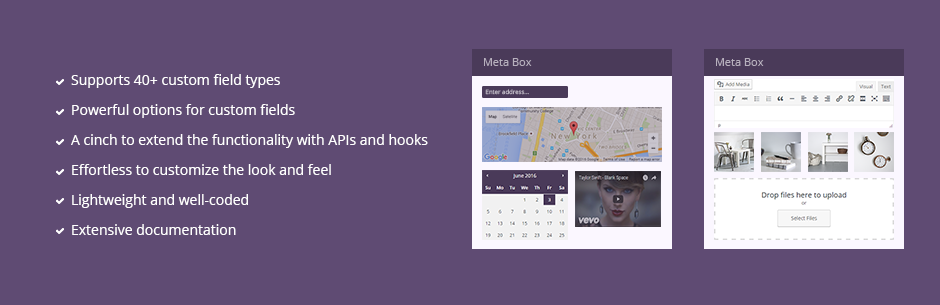 Supports 40+ custom field types
Powerful options for custom fields
A cinch to extend the functionality with APIs and hooks
Effortless to customize the look and feel
Lightweight and well-coded
Extensive documentation
Meta Box
Enter address...
Map Satellite
New York
Google
June 2016
Su Mo Tu We Th Fr Sa
1 2 3 4
5 6 7 8 9 10 11
12 13 14 15 16 17 18
19 20 21 22 23 24 25
Taylor Swift - Blank Space
vevo
Meta Box
Add Media
Visual Text
B I
P
Drop files here to upload
or
Select Files